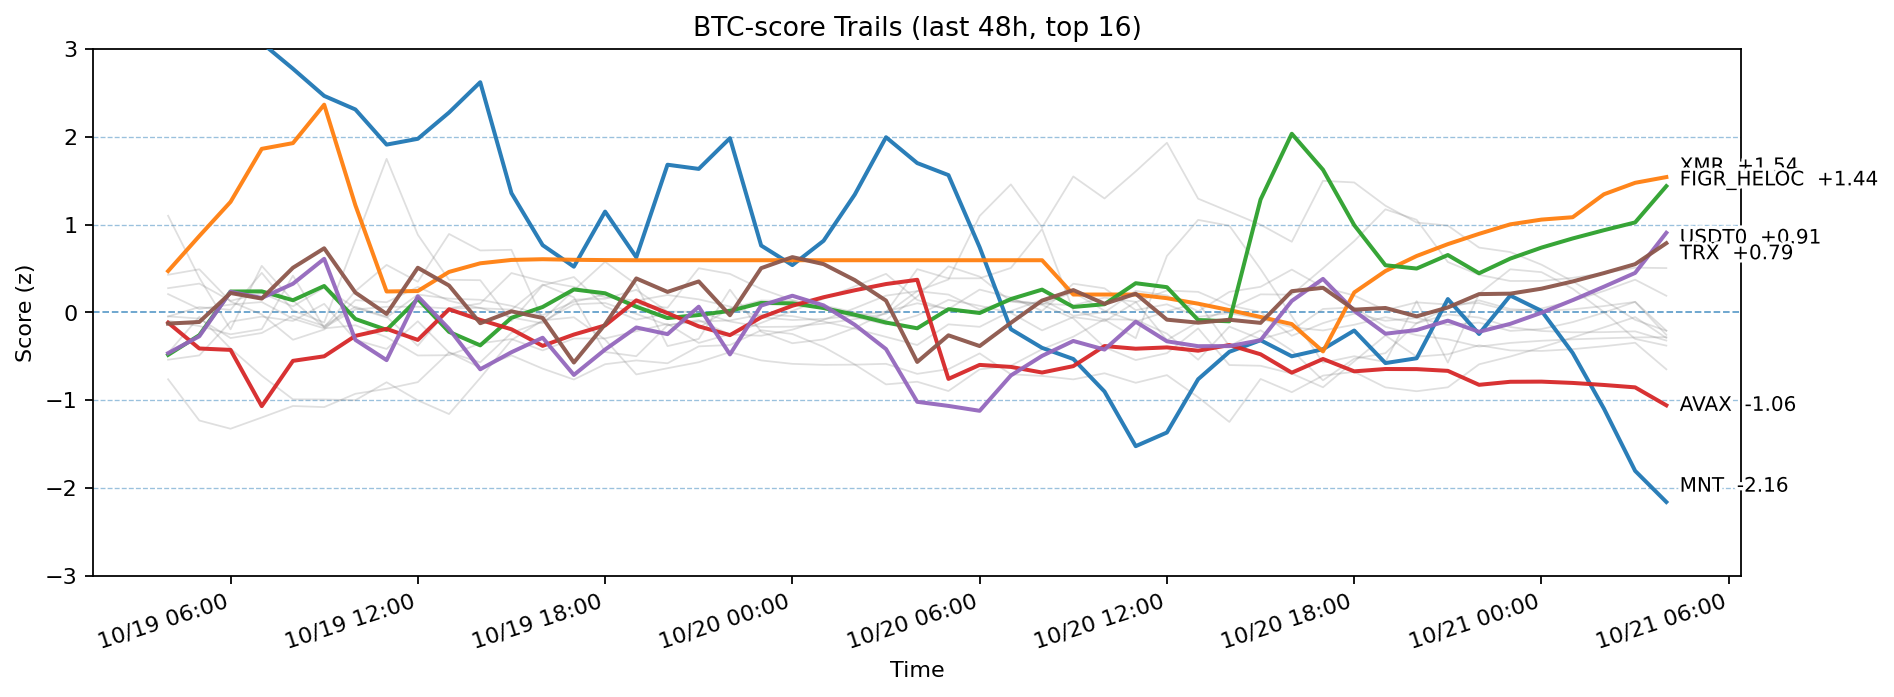 BTC-score Trails (last 48h, top 16)
Score (z)
3
2
1
0
−1
−2
−3
XMR +1.54
FIGR_HELOC +1.44
USDT0 +0.91
TRX +0.79
AVAX -1.06
MNT -2.16
10/19 06:00
10/19 12:00
10/19 18:00
10/20 00:00
10/20 06:00
10/20 12:00
10/20 18:00
10/21 00:00
10/21 06:00
Time